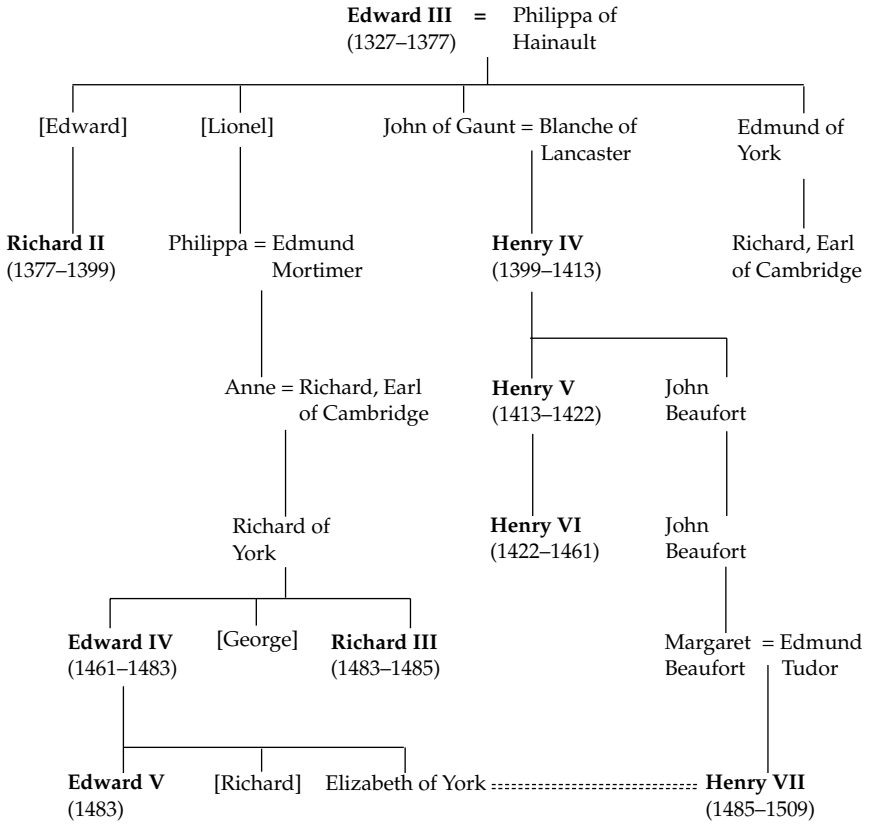 Edward III = Philippa of
(1327–1377) Hainault
[Edward] [Lionel] John of Gaunt = Blanche of Lancaster
Edmund of
York
Richard II
(1377–1399)
Philippa = Edmund
Mortimer
Henry IV
(1399–1413)
Richard, Earl
of Cambridge
Anne = Richard, Earl
of Cambridge
Henry V
(1413–1422)
John
Beaufort
Richard of
York
Henry VI
(1422–1461)
John
Beaufort
Edward IV
(1461–1483)
[George]
Richard III
(1483–1485)
Margaret = Edmund
Beaufort Tudor
Edward V
(1483)
[Richard]
Elizabeth of York
Henry VII
(1485–1509)